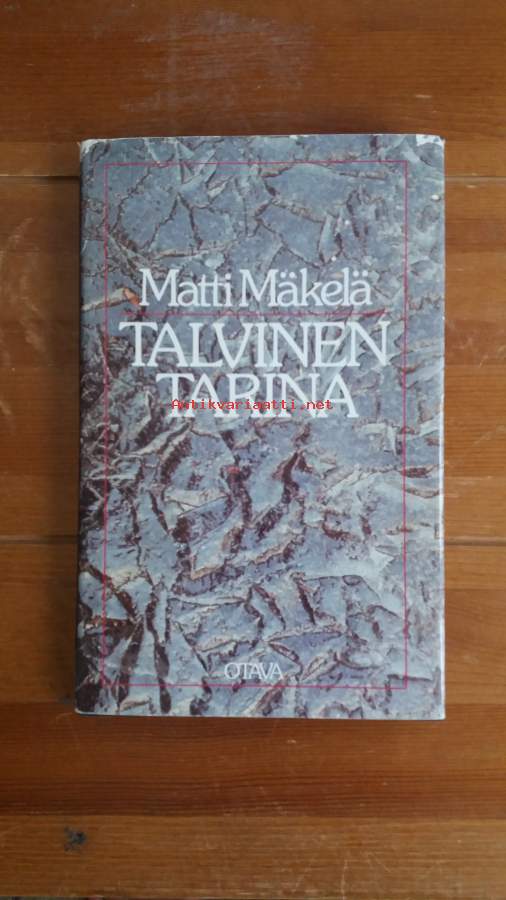 Matti Mäkelä
TALVINEN
TARINA
Antikvariaatti.net
OTAVA